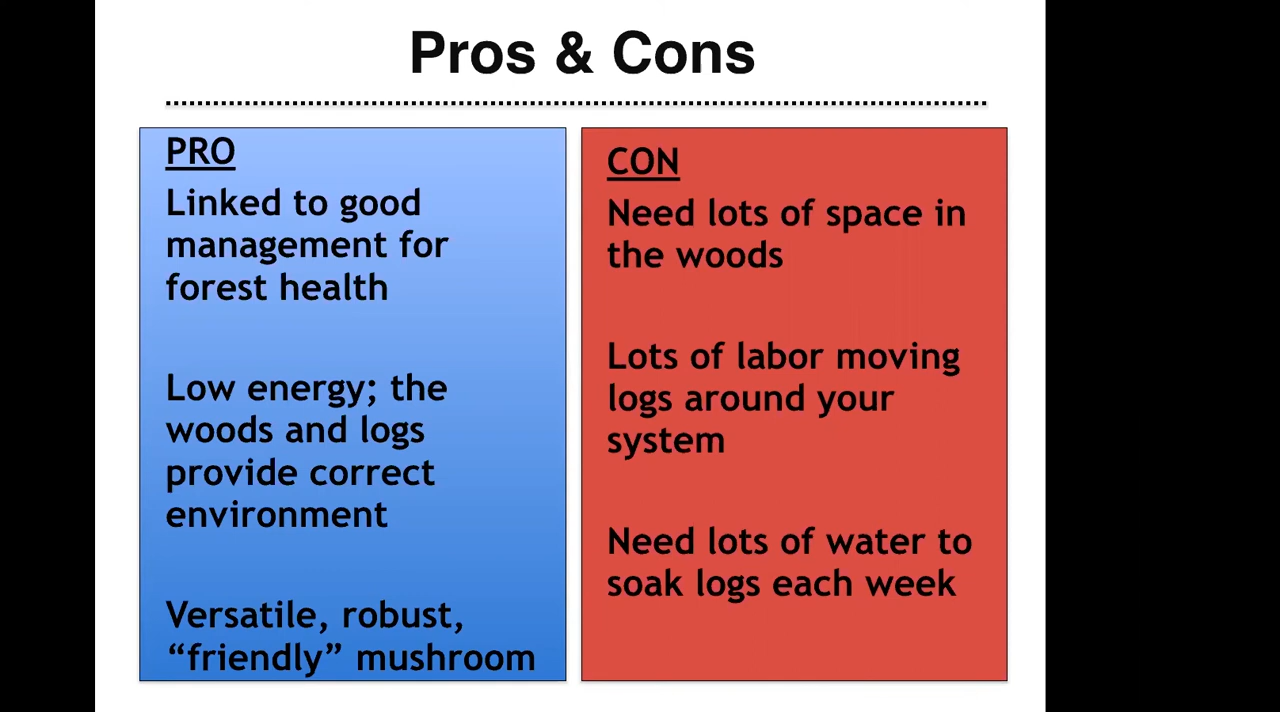 Pros & Cons
PRO
Linked to good
management for
forest health
Low energy; the
woods and logs
provide correct
environment
Versatile, robust,
“friendly” mushroom
CON
Need lots of space in
the woods
Lots of labor moving
logs around your
system
Need lots of water to
soak logs each week